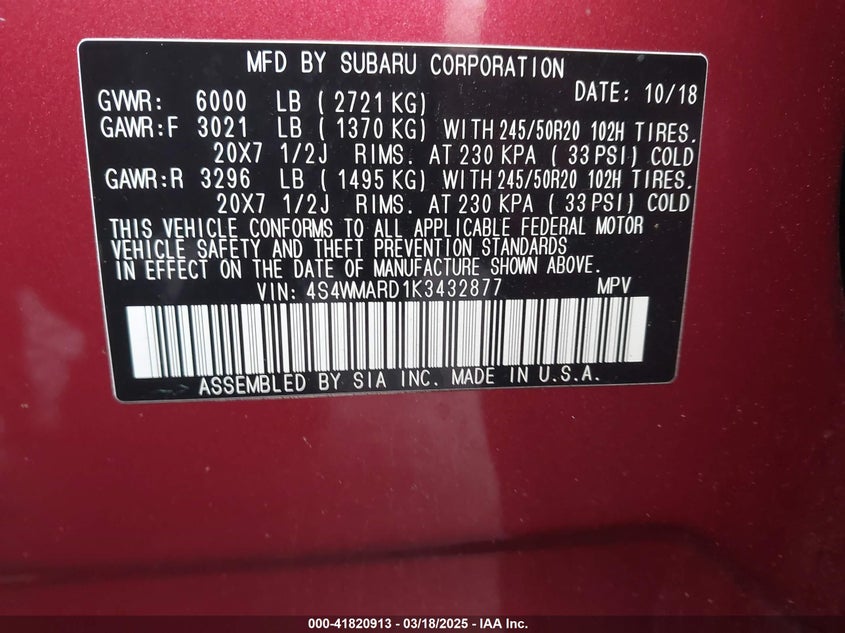 MFD BY SUBARU CORPORATION
DATE: 10/18
GVWR: 6000 LB ( 2721 KG)
GAWR:F 3021 LB ( 1370 KG) WITH 245/50R20 102H TIRES.
20X7 1/2J RIMS. AT 230 KPA ( 33 PSI) COLD
GAWR:R 3296 LB ( 1495 KG) WITH 245/50R20 102H TIRES.
20X7 1/2J RIMS. AT 230 KPA ( 33 PSI) COLD
THIS VEHICLE CONFORMS TO ALL APPLICABLE FEDERAL MOTOR
VEHICLE SAFETY AND THEFT PREVENTION STANDARDS
IN EFFECT ON THE DATE OF MANUFACTURE SHOWN ABOVE.
VIN: 4S4WMARD1K3432877 MPV
ASSEMBLED BY SIA INC. MADE IN U.S.A.
000-41820913 - 03/18/2025 - IAA Inc.